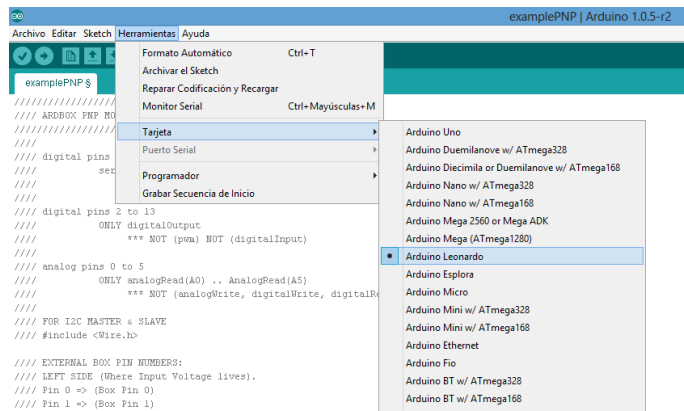 examplePNP | Arduino 1.0.5-r2
Archivo Editar Sketch Herramientas Ayuda
Formato Automático Ctrl+T
Archivar el Sketch
Reparar Codificación y Recargar
Monitor Serial Ctrl+Mayúsculas+M
Tarjeta
Puerto Serial
Programador
Grabar Secuencia de Inicio
Arduino Uno
Arduino Duemilanove w/ ATmega328
Arduino Diecimila or Duemilanove w/ ATmega168
Arduino Nano w/ ATmega328
Arduino Nano w/ ATmega168
Arduino Mega 2560 or Mega ADK
Arduino Mega (ATmega1280)
Arduino Leonardo
Arduino Esplora
Arduino Micro
Arduino Mini w/ ATmega328
Arduino Mini w/ ATmega168
Arduino Ethernet
Arduino Fio
Arduino BT w/ ATmega328
Arduino BT w/ ATmega168
examplePNP §
//////////////////
//// ARDBOX PNP MO
//////////////////
////
//// digital pins
//// ser
////
////
//// digital pins 2 to 13
//// ONLY digitalOutput
//// *** NOT (pwm) NOT (digitalInput)
////
//// analog pins 0 to 5
//// ONLY analogRead(A0) .. AnalogRead(A5)
//// *** NOT (analogWrite, digitalWrite, digitalRe
////
//// FOR I2C MASTER & SLAVE
//// #include <Wire.h>
//// EXTERNAL BOX PIN NUMBERS:
//// LEFT SIDE (Where Input Voltage lives).
//// Pin 0 => (Box Pin 0)
//// Pin 1 => (Box Pin 1)